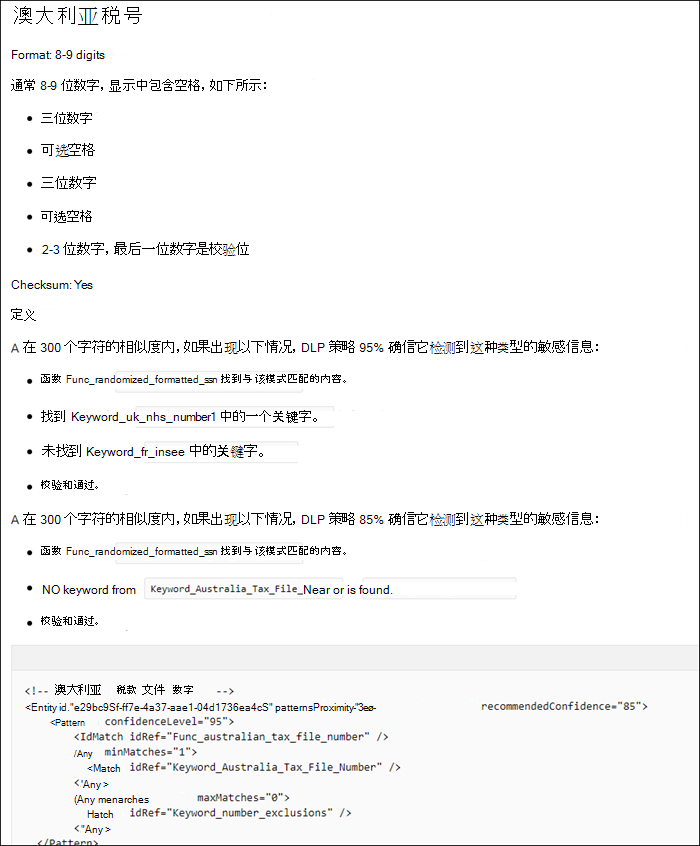 澳大利亚税号
Format: 8-9 digits
通常 8-9 位数字，显示中包含空格，如下所示：
• 三位数字
• 可选空格
• 三位数字
• 可选空格
• 2-3 位数字，最后一位数字是校验位
Checksum: Yes
定义
A 在 300 个字符的相似度内，如果出现以下情况，DLP 策略 95% 确信它检测到这种类型的敏感信息：
• 函数 Func_randomized_formatted_ssn 找到与该模式匹配的内容。
• 找到 Keyword_uk_nhs_number1 中的一个关键字。
• 未找到 Keyword_fr_insee 中的关键字。
• 校验和通过。
A 在 300 个字符的相似度内，如果出现以下情况，DLP 策略 85% 确信它检测到这种类型的敏感信息：
• 函数 Func_randomized_formatted_ssn 找到与该模式匹配的内容。
• NO keyword from Keyword_Australia_Tax_File_Near or is found.
• 校验和通过。
<!-- 澳大利亚 税款 文件 数字 -->
<Entity id."e29bc9Sf-ff7e-4a37-aae1-04d1736ea4cS" patternsProximity-"3eø- recommendedConfidence="85">
<Pattern confidenceLevel="95">
<IdMatch idRef="Func_australian_tax_file_number" />
/Any minMatches="1">
<Match idRef="Keyword_Australia_Tax_File_Number" />
<'Any >
(Any menarches maxMatches="0">
Hatch idRef="Keyword_number_exclusions" />
<"Any >
</Pattern>